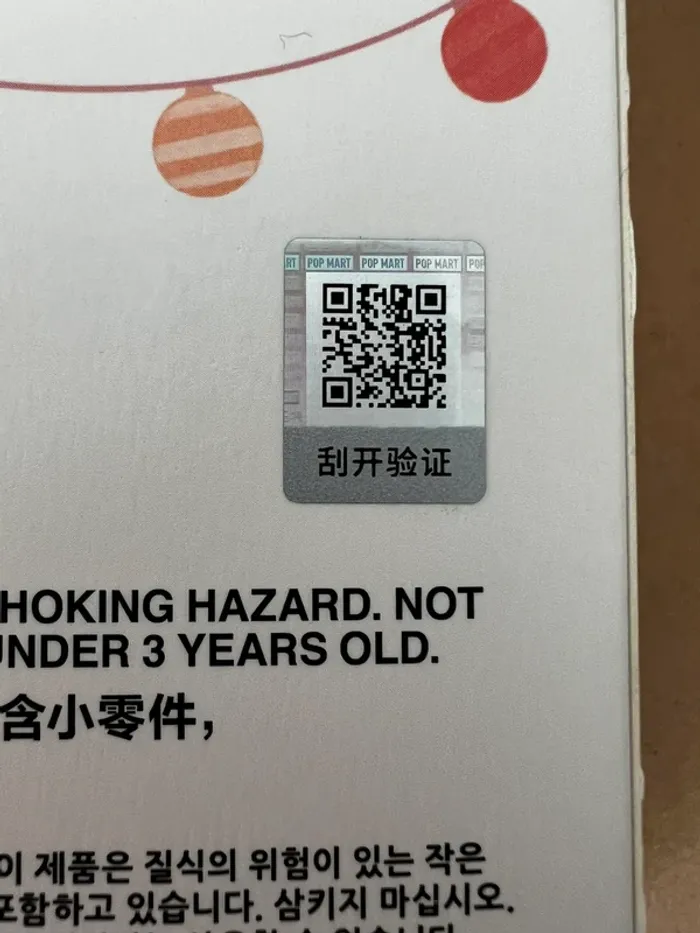 POP MART POP MART POP MART POP
刮开验证
HOKING HAZARD. NOT
UNDER 3 YEARS OLD.
含小零件，
이 제품은 질식의 위험이 있는 작은
포함하고 있습니다. 삼키지 마십시오.